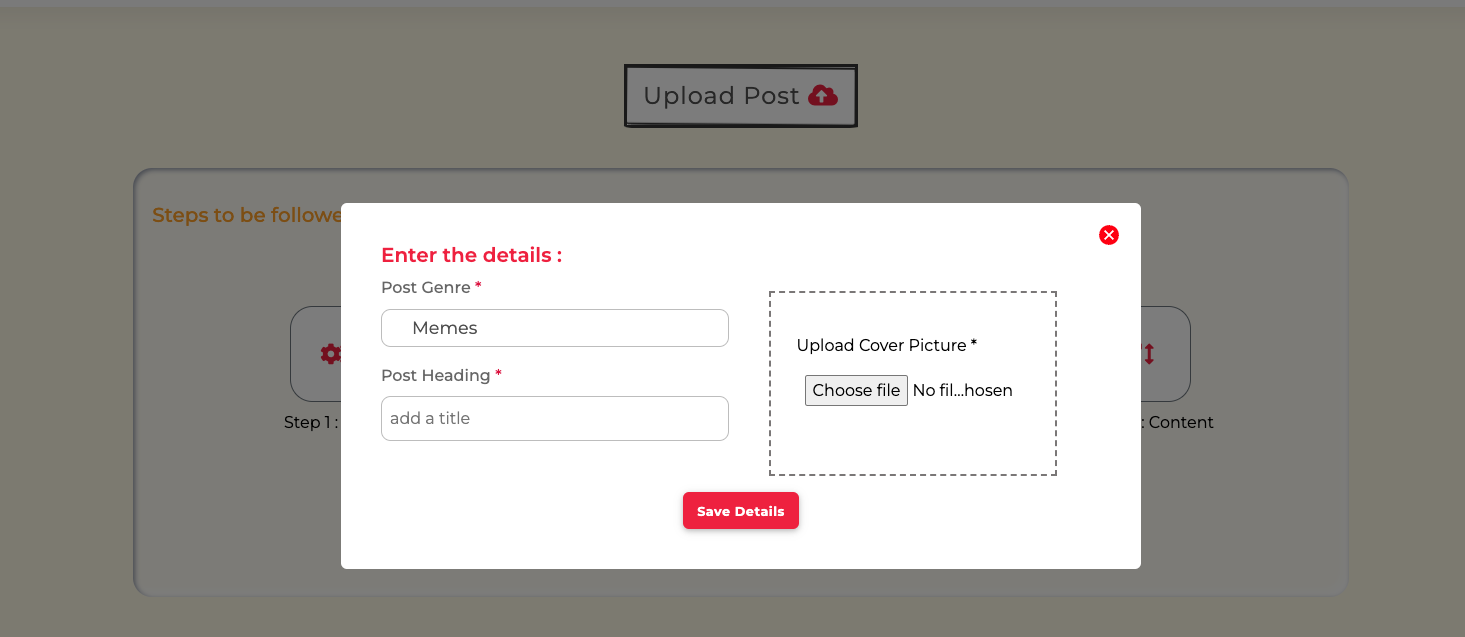 Upload Post
Steps to be followe
Enter the details :
Post Genre *
Memes
Post Heading *
add a title
Upload Cover Picture *
Choose file No fil...hosen
Save Details
Step 1 :
: Content